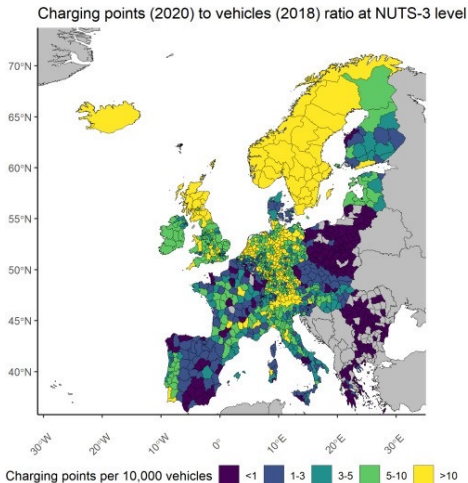 Charging points (2020) to vehicles (2018) ratio at NUTS-3 level
70°N
65°N
60°N
55°N
50°N
45°N
40°N
30°W
20°W
10°W
0°
10°E
20°E
30°E
Charging points per 10,000 vehicles <1 1-3 3-5 5-10 >10